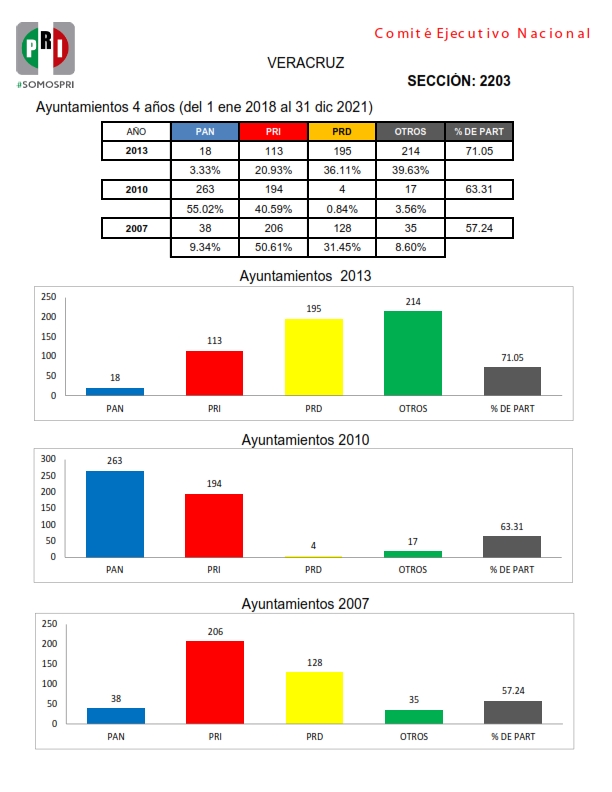 PRI
#SOMOSPRI
Comité Ejecutivo Nacional
VERACRUZ
SECCIÓN: 2203
Ayuntamientos 4 años (del 1 ene 2018 al 31 dic 2021)
AÑO PAN PRI PRD OTROS % DE PART
2013 18 113 195 214 71.05
3.33% 20.93% 36.11% 39.63%
2010 263 194 4 17 63.31
55.02% 40.59% 0.84% 3.56%
2007 38 206 128 35 57.24
9.34% 50.61% 31.45% 8.60%
Ayuntamientos 2013
250
200
150
100
50
0
18 113 195 214 71.05
PAN PRI PRD OTROS % DE PART
Ayuntamientos 2010
300
250
200
150
100
50
0
263 194 4 17 63.31
PAN PRI PRD OTROS % DE PART
Ayuntamientos 2007
250
200
150
100
50
0
38 206 128 35 57.24
PAN PRI PRD OTROS % DE PART